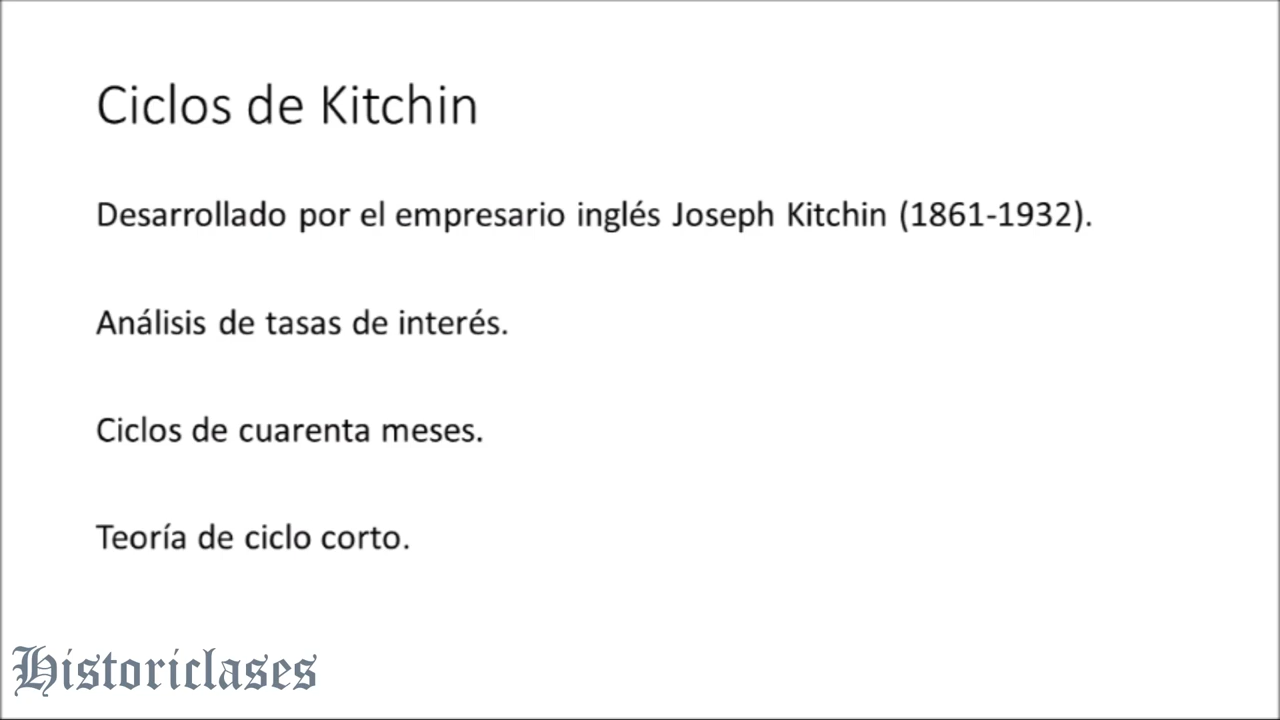 Ciclos de Kitchin
Desarrollado por el empresario inglés Joseph Kitchin (1861-1932).
Análisis de tasas de interés.
Ciclos de cuarenta meses.
Teoría de ciclo corto.
Historiclases